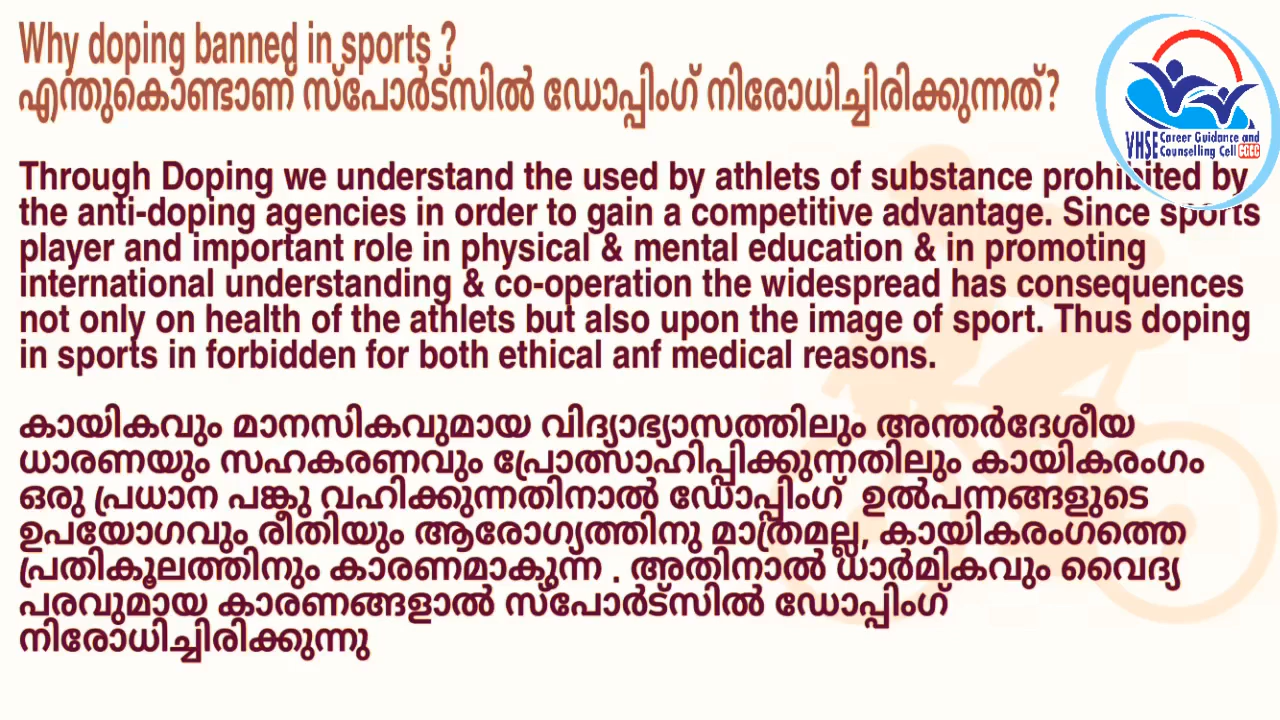 Why doping banned in sports ?
എന്തുകൊണ്ടാണ് സ്പോർട്സിൽ ഡോപ്പിംഗ് നിരോധിച്ചിരിക്കുന്നത്?
VHSE Career Guidance and
Counselling Cell CGCC
Through Doping we understand the used by athlets of substance prohibited by
the anti-doping agencies in order to gain a competitive advantage. Since sports
player and important role in physical & mental education & in promoting
international understanding & co-operation the widespread has consequences
not only on health of the athlets but also upon the image of sport. Thus doping
in sports in forbidden for both ethical anf medical reasons.
കായികവും മാനസികവുമായ വിദ്യാഭ്യാസത്തിലും അന്തർദേശീയ
ധാരണയും സഹകരണവും പ്രോത്സാഹിപ്പിക്കുന്നതിലും കായികരംഗം
ഒരു പ്രധാന പങ്കു വഹിക്കുന്നതിനാൽ ഡോപ്പിംഗ് ഉൽപന്നങ്ങളുടെ
ഉപയോഗവും രീതിയും ആരോഗ്യത്തിനു മാത്രമല്ല, കായികരംഗത്തെ
പ്രതികൂലത്തിനും കാരണമാകുന്ന . അതിനാൽ ധാർമികവും വൈദ്യ
പരവുമായ കാരണങ്ങളാൽ സ്പോർട്സിൽ ഡോപ്പിംഗ്
നിരോധിച്ചിരിക്കുന്നു